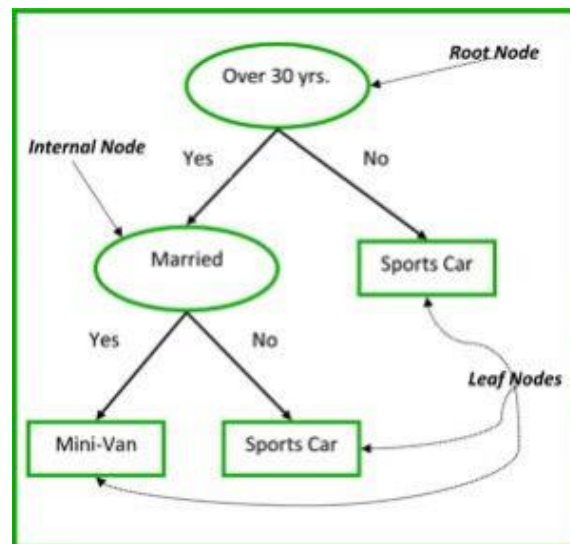 Root Node
Over 30 yrs.
Internal Node
Yes
No
Married
Sports Car
Yes
No
Leaf Nodes
Mini-Van
Sports Car